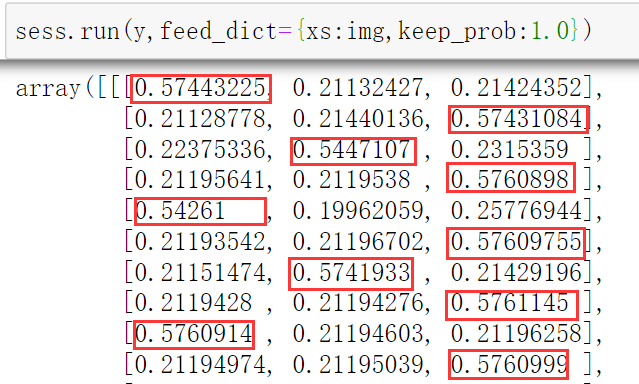 sess.run(y,feed_dict={xs:img,keep_prob:1.0})
array([[[0.57443225, 0.21132427, 0.21424352],
[0.21128778, 0.21440136, 0.57431084],
[0.22375336, 0.5447107 , 0.2315359 ],
[0.21195641, 0.2119538 , 0.5760898 ],
[0.54261   , 0.19962059, 0.25776944],
[0.21193542, 0.21196702, 0.57609755],
[0.21151474, 0.5741933 , 0.21429196],
[0.2119428 , 0.21194276, 0.5761145 ],
[0.5760914 , 0.21194603, 0.21196258],
[0.21194974, 0.21195039, 0.5760999 ],